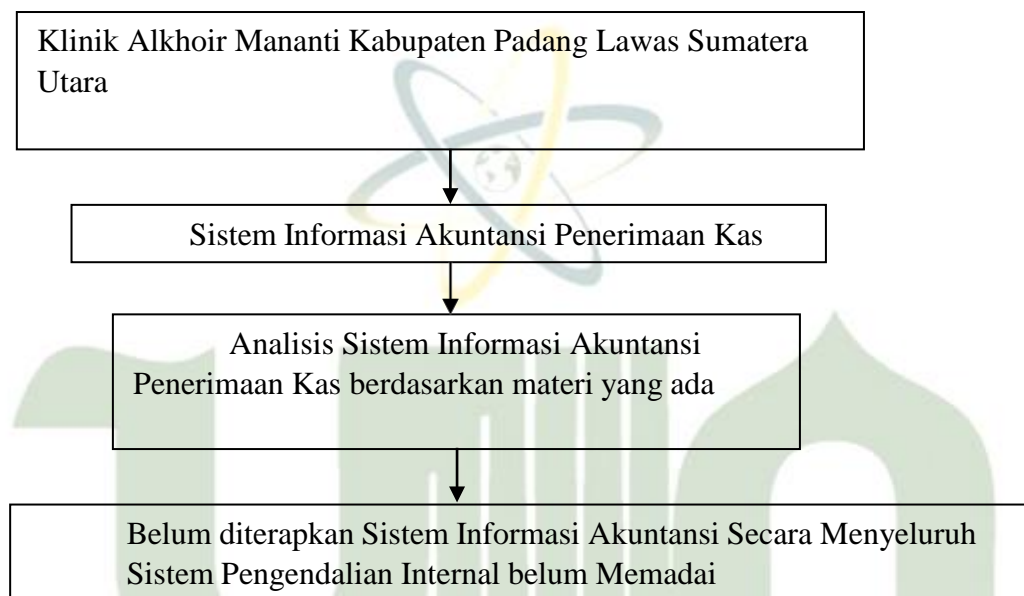 Klinik Alkhoir Mananti Kabupaten Padang Lawas Sumatera
Utara
Sistem Informasi Akuntansi Penerimaan Kas
Analisis Sistem Informasi Akuntansi
Penerimaan Kas berdasarkan materi yang ada
Belum diterapkan Sistem Informasi Akuntansi Secara Menyeluruh
Sistem Pengendalian Internal belum Memadai